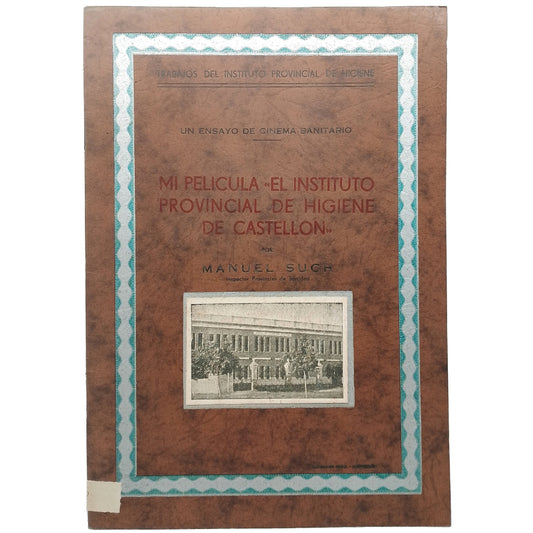 TRABAJOS DEL INSTITUTO PROVINCIAL DE HIGIENE
UN ENSAYO DE CINEMA SANITARIO
MI PELICULA «EL INSTITUTO
PROVINCIAL DE HIGIENE
DE CASTELLON»
POR
MANUEL SUCH
Inspector Provincial de Sanidad